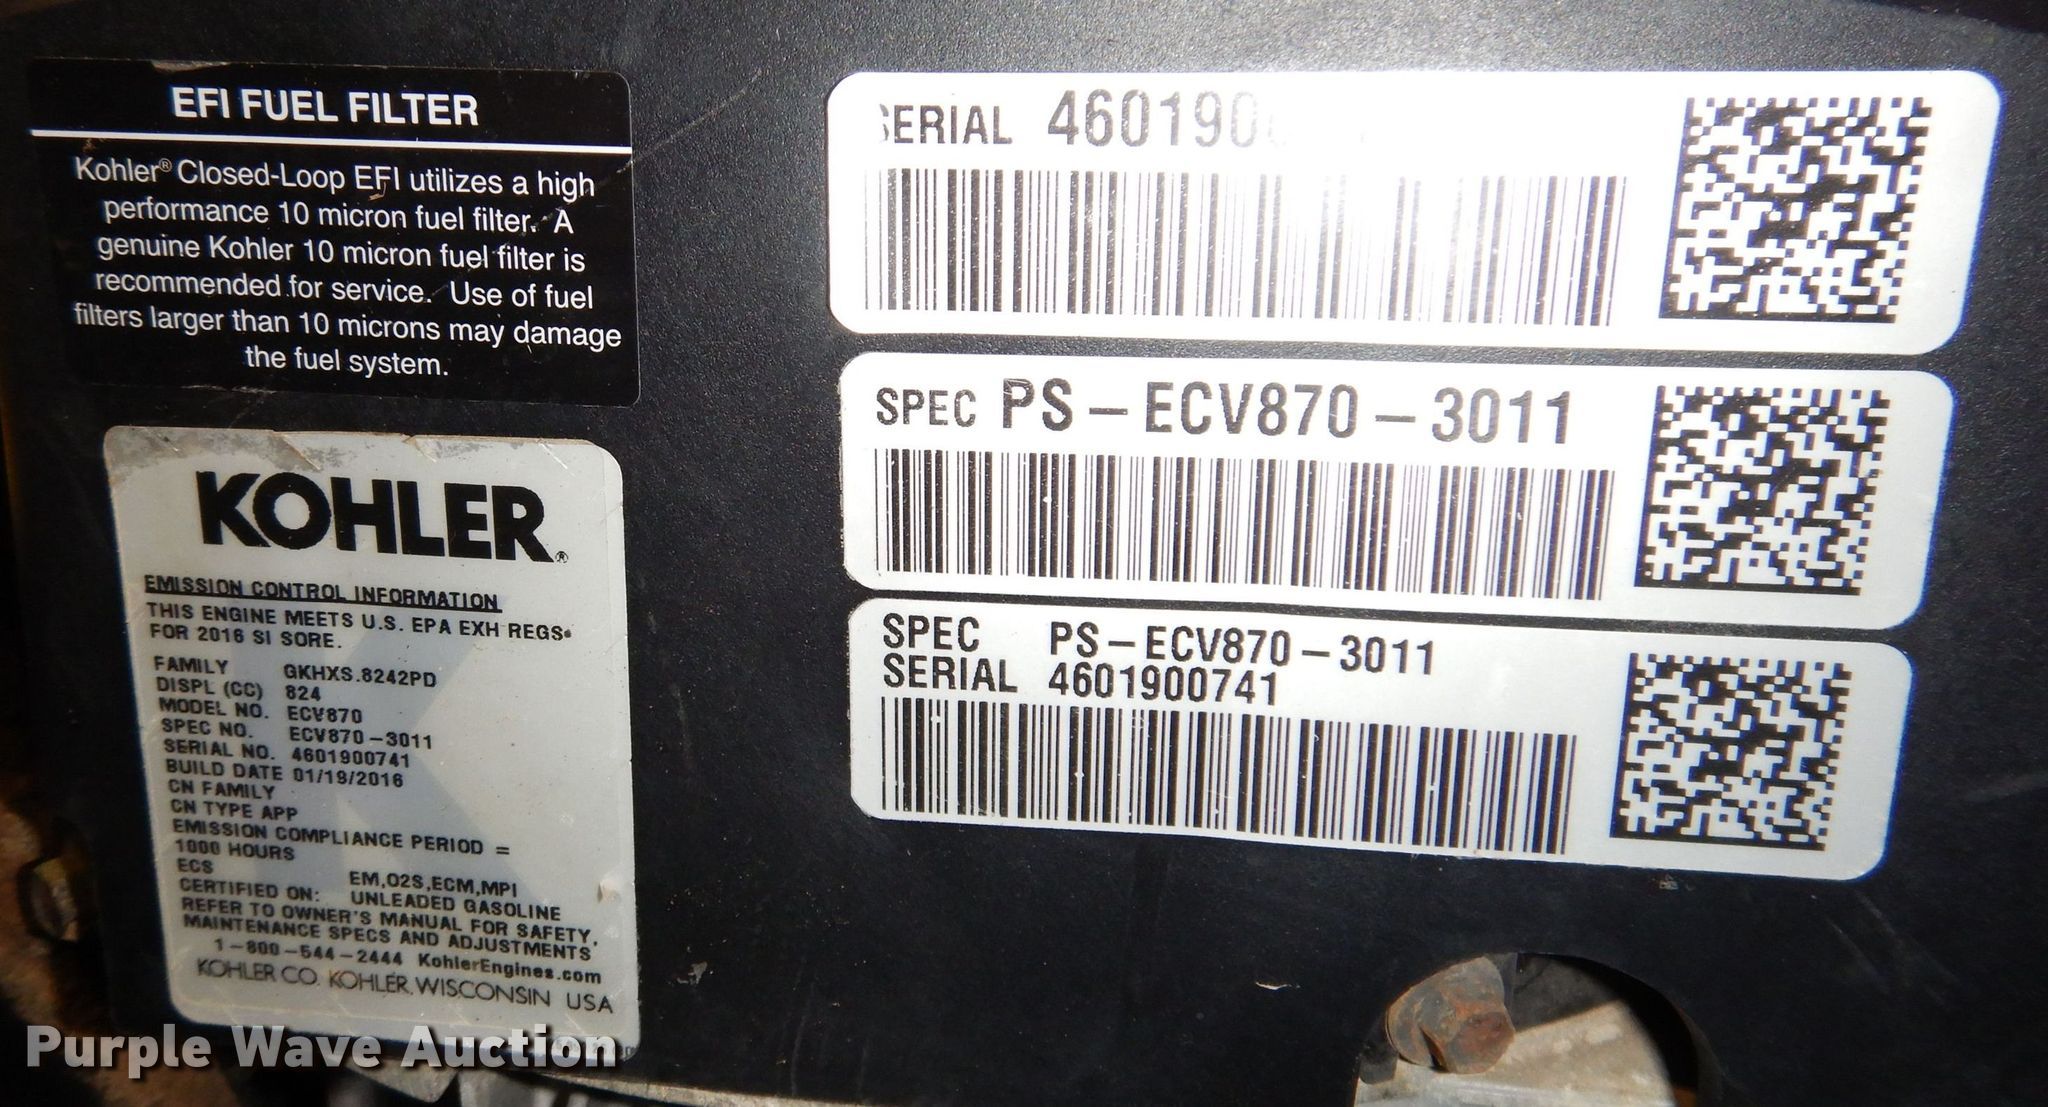 EFI FUEL FILTER
Kohler® Closed-Loop EFI utilizes a high
performance 10 micron fuel filter. A
genuine Kohler 10 micron fuel filter is
recommended for service. Use of fuel
filters larger than 10 microns may damage
the fuel system.
KOHLER®
EMISSION CONTROL INFORMATION
THIS ENGINE MEETS U.S. EPA EXH REGS.
FOR 2016 SI SORE.
FAMILY GKHXS.8242PD
DISPL (CC) 824
MODEL NO. ECV870
SPEC NO. ECV870-3011
SERIAL NO. 4601900741
BUILD DATE 01/19/2016
CN FAMILY
CN TYPE APP
EMISSION COMPLIANCE PERIOD =
1000 HOURS
ECS EM,O2S,ECM,MPI
CERTIFIED ON: UNLEADED GASOLINE
REFER TO OWNER'S MANUAL FOR SAFETY,
MAINTENANCE SPECS AND ADJUSTMENTS
1-800-544-2444 KohlerEngines.com
KOHLER CO. KOHLER, WISCONSIN USA
SERIAL 460190
SPEC PS-ECV870-3011
SPEC PS-ECV870-3011
SERIAL 4601900741
Purple Wave Auction